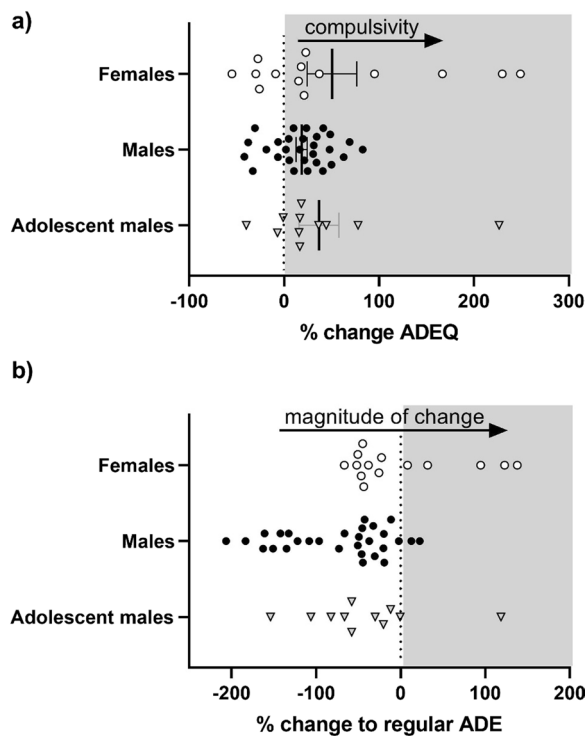 a)
compulsivity
Females
Males
Adolescent males
-100 0 100 200 300
% change ADEQ
b)
magnitude of change
Females
Males
Adolescent males
-200 -100 0 100 200
% change to regular ADE